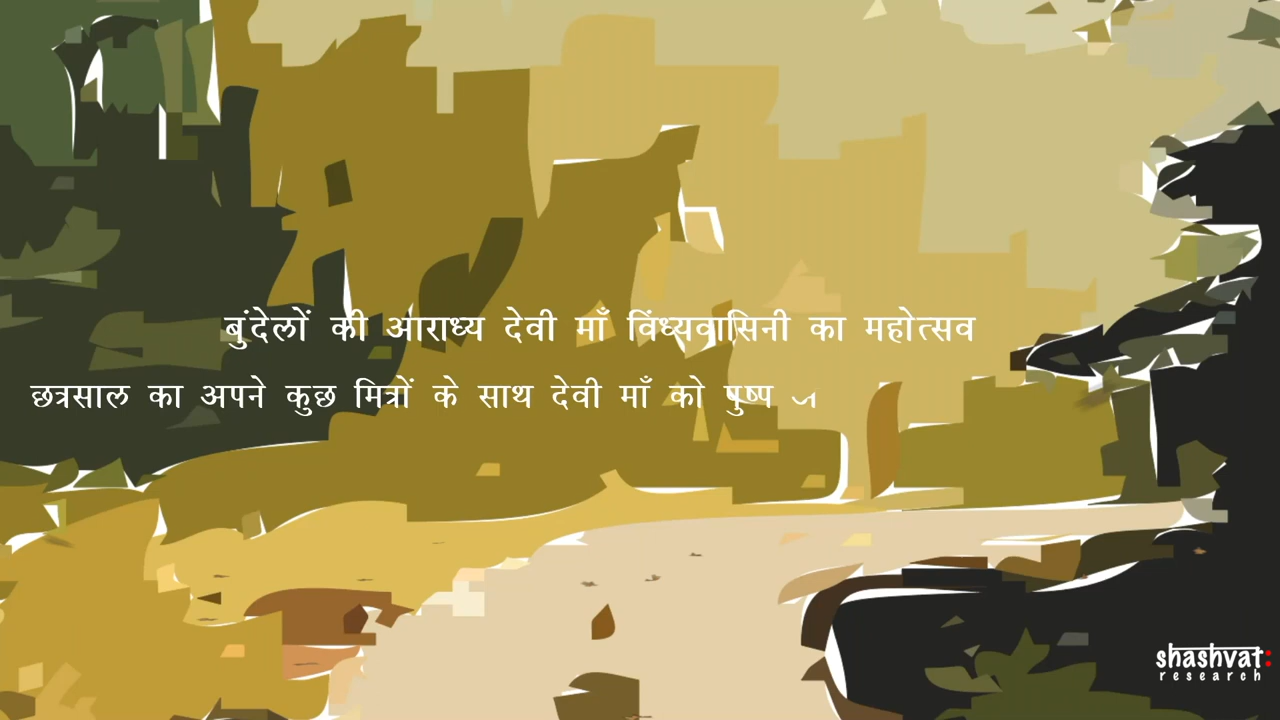 बुंदेलों की आराध्य देवी माँ विंध्यवासिनी का महोत्सव
छत्रसाल का अपने कुछ मित्रों के साथ देवी माँ को पुष्प
shashvat:
research